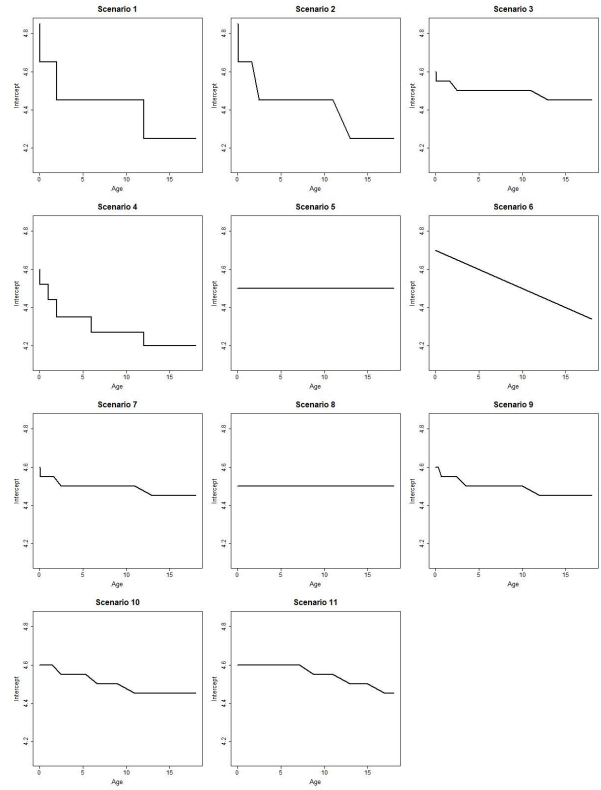 Scenario 1
Scenario 2
Scenario 3
4.8
4.6
4.4
4.2
Intercept
0
5
10
15
Age
4.8
4.6
4.4
4.2
Intercept
0
5
10
15
Age
4.8
4.6
4.4
4.2
Intercept
0
5
10
15
Age
Scenario 4
Scenario 5
Scenario 6
4.8
4.6
4.4
4.2
Intercept
0
5
10
15
Age
4.8
4.6
4.4
4.2
Intercept
0
5
10
15
Age
4.8
4.6
4.4
4.2
Intercept
0
5
10
15
Age
Scenario 7
Scenario 8
Scenario 9
4.8
4.6
4.4
4.2
Intercept
0
5
10
15
Age
4.8
4.6
4.4
4.2
Intercept
0
5
10
15
Age
4.8
4.6
4.4
4.2
Intercept
0
5
10
15
Age
Scenario 10
Scenario 11
4.8
4.6
4.4
4.2
Intercept
0
5
10
15
Age
4.8
4.6
4.4
4.2
Intercept
0
5
10
15
Age